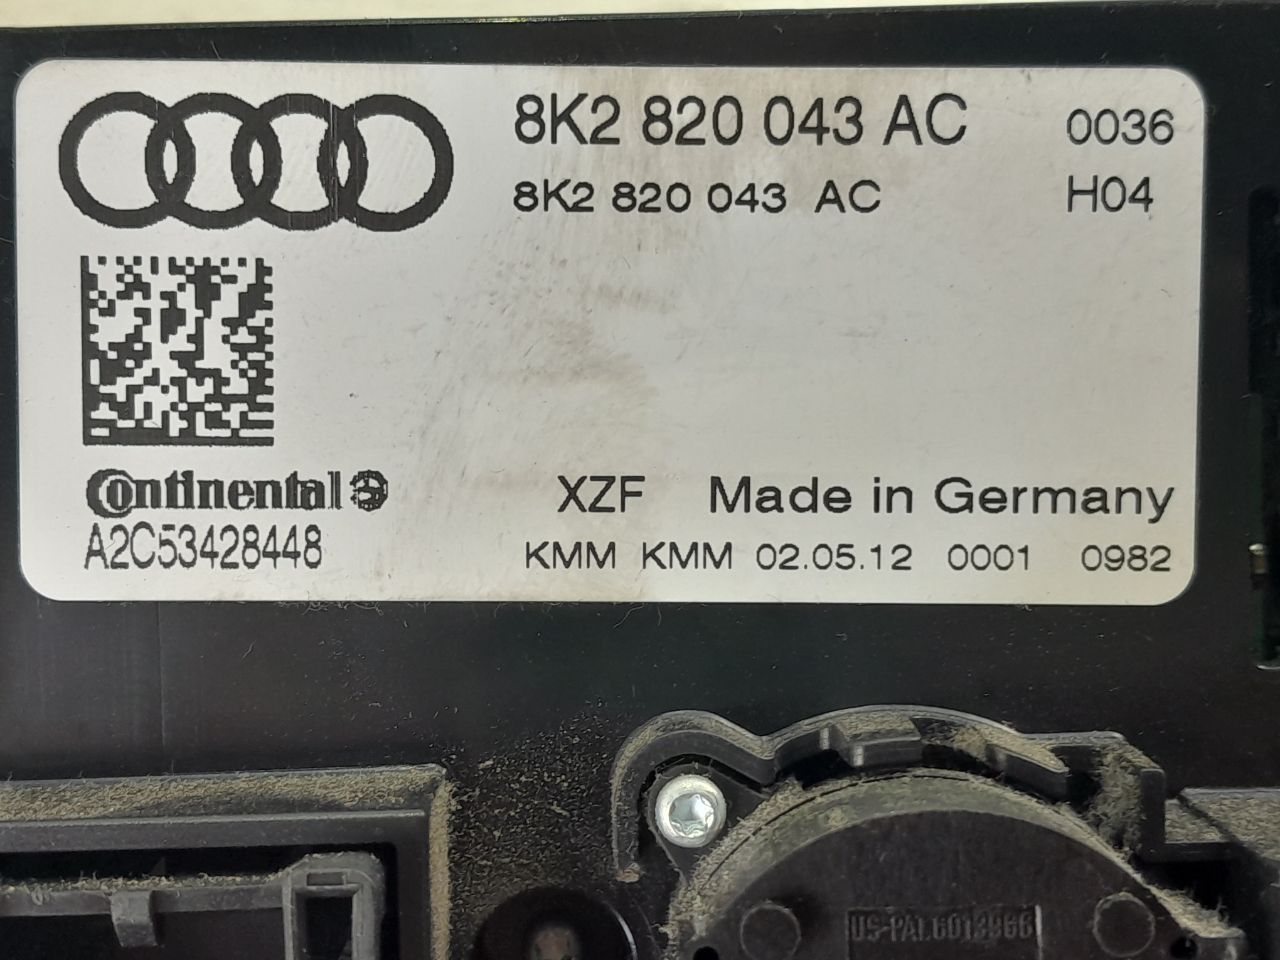 8K2 820 043 AC 0036
8K2 820 043 AC H04
Continental
A2C53428448
XZF Made in Germany
KMM KMM 02.05.12 0001 0982